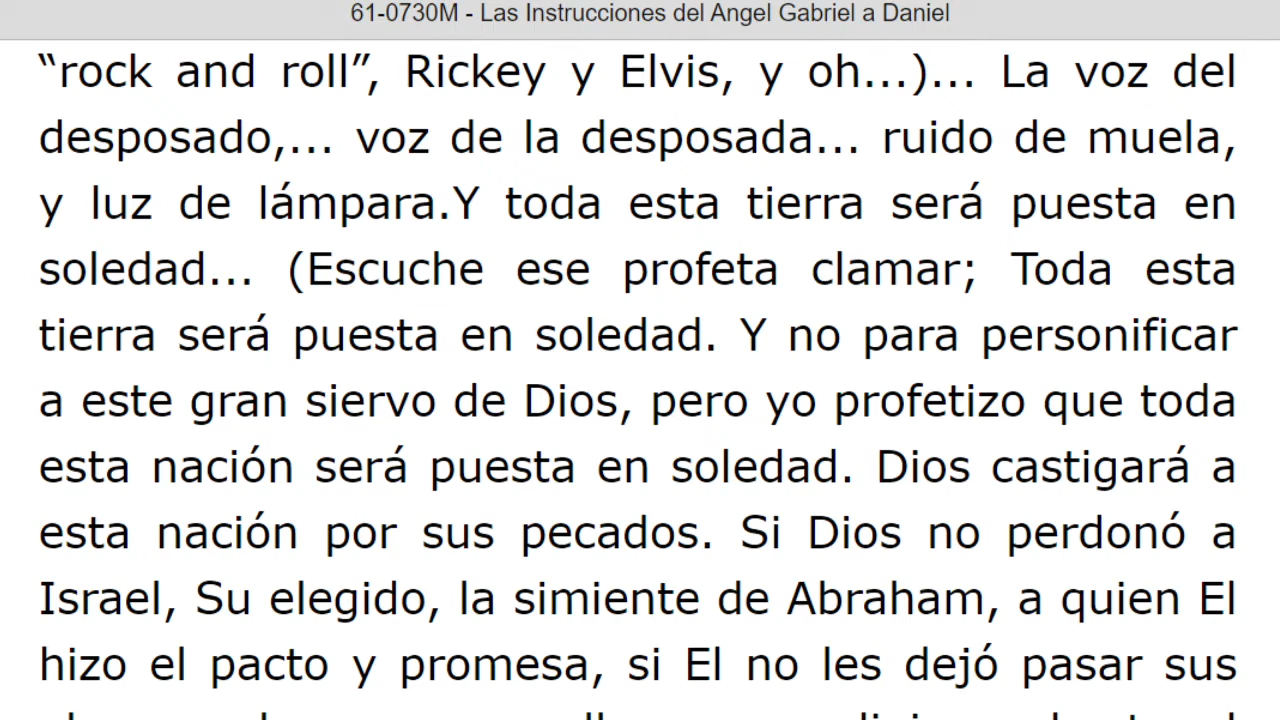 61-0730M - Las Instrucciones del Angel Gabriel a Daniel
“rock and roll”, Rickey y Elvis, y oh...)... La voz del
desposado,... voz de la desposada... ruido de muela,
y luz de lámpara.Y toda esta tierra será puesta en
soledad... (Escuche ese profeta clamar; Toda esta
tierra será puesta en soledad. Y no para personificar
a este gran siervo de Dios, pero yo profetizo que toda
esta nación será puesta en soledad. Dios castigará a
esta nación por sus pecados. Si Dios no perdonó a
Israel, Su elegido, la simiente de Abraham, a quien El
hizo el pacto y promesa, si El no les dejó pasar sus